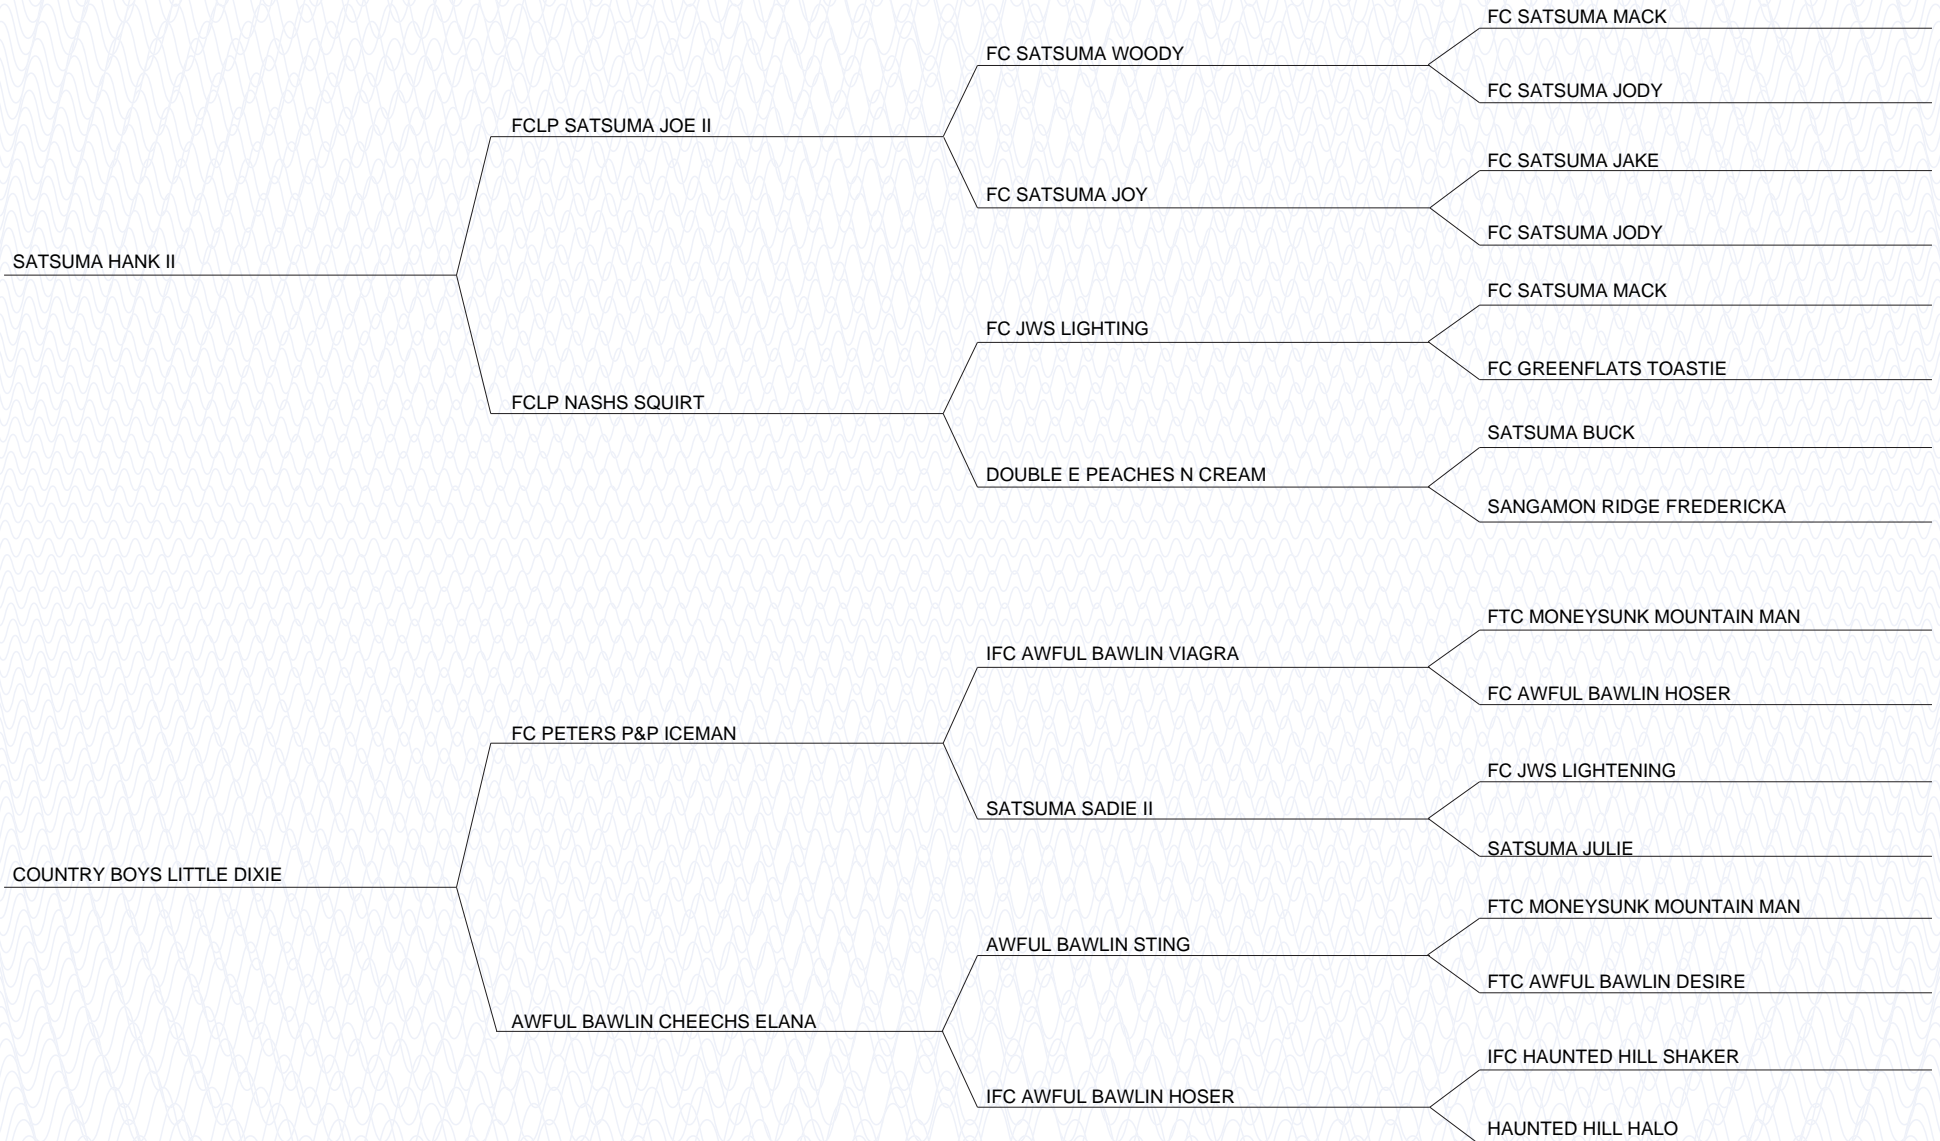 FC SATSUMA MACK
FC SATSUMA WOODY
FC SATSUMA JODY
FCLP SATSUMA JOE II
FC SATSUMA JAKE
FC SATSUMA JOY
FC SATSUMA JODY
SATSUMA HANK II
FC SATSUMA MACK
FC JWS LIGHTING
FC GREENFLATS TOASTIE
FCLP NASHS SQUIRT
SATSUMA BUCK
DOUBLE E PEACHES N CREAM
SANGAMON RIDGE FREDERICKA
FTC MONEYSUNK MOUNTAIN MAN
IFC AWFUL BAWLIN VIAGRA
FC AWFUL BAWLIN HOSER
FC PETERS P&P ICEMAN
FC JWS LIGHTENING
SATSUMA SADIE II
SATSUMA JULIE
COUNTRY BOYS LITTLE DIXIE
FTC MONEYSUNK MOUNTAIN MAN
AWFUL BAWLIN STING
FTC AWFUL BAWLIN DESIRE
AWFUL BAWLIN CHEECHS ELANA
IFC HAUNTED HILL SHAKER
IFC AWFUL BAWLIN HOSER
HAUNTED HILL HALO